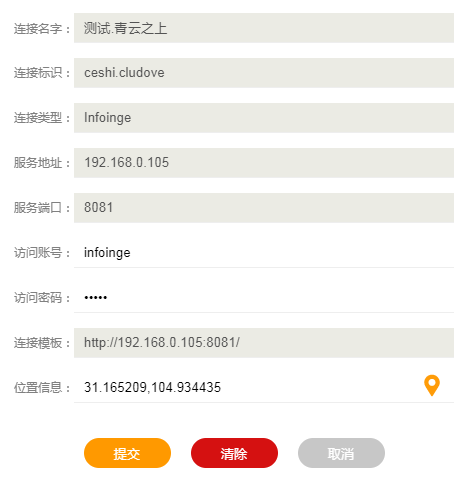 连接名字： 测试.青云之上
连接标识： ceshi.cludove
连接类型： Infoinge
服务地址： 192.168.0.105
服务端口： 8081
访问账号： infoinge
访问密码： •••••
连接模板： http://192.168.0.105:8081/
位置信息： 31.165209,104.934435
提交 清除 取消